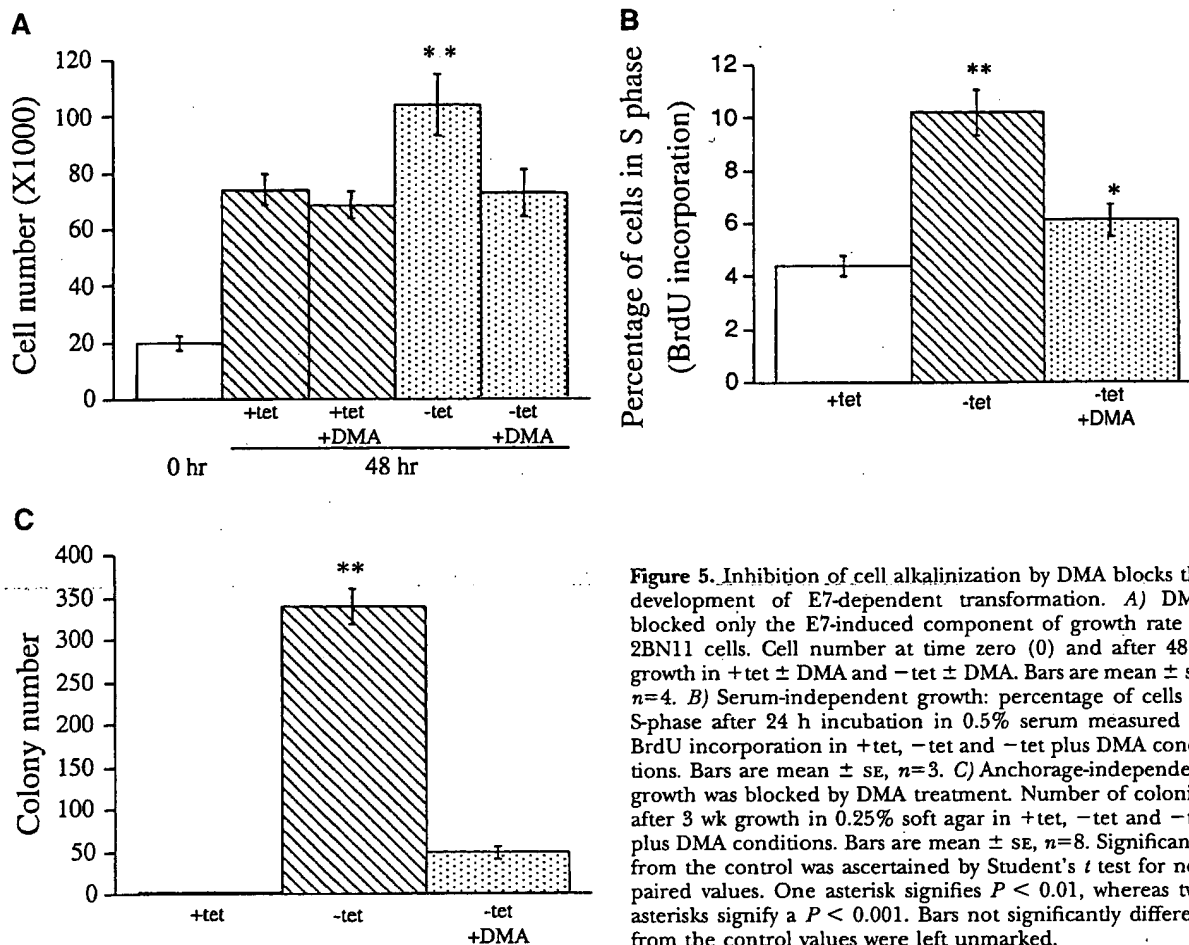 A
**
120
100
80
60
40
20
0
Cell number (X1000)
+tet
+tet
-tet
-tet
+DMA
+DMA
0 hr
48 hr
B
**
*
12
10
8
6
4
2
0
Percentage of cells in S phase
(BrdU incorporation)
+tet
-tet
-tet
+DMA
C
**
400
350
300
250
200
150
100
50
0
Colony number
+tet
-tet
-tet
+DMA
Figure 5. Inhibition of cell alkalinization by DMA blocks
development of E7-dependent transformation. A)
blocked only the E7-induced component of growth rate
2BN11 cells. Cell number at time zero (0) and after 48
growth in +tet ± DMA and −tet ± DMA. Bars are mean ±
n=4. B) Serum-independent growth: percentage of cells
S-phase after 24 h incubation in 0.5% serum measured
BrdU incorporation in +tet, −tet and −tet plus DMA
tions. Bars are mean ± SE, n=3. C) Anchorage-independe
growth was blocked by DMA treatment. Number of
after 3 wk growth in 0.25% soft agar in +tet, −tet and
plus DMA conditions. Bars are mean ± SE, n=8.
from the control was ascertained by Student's t test for
paired values. One asterisk signifies P < 0.01, whereas
asterisks signify a P < 0.001. Bars not significantly
from the control values were left unmarked.